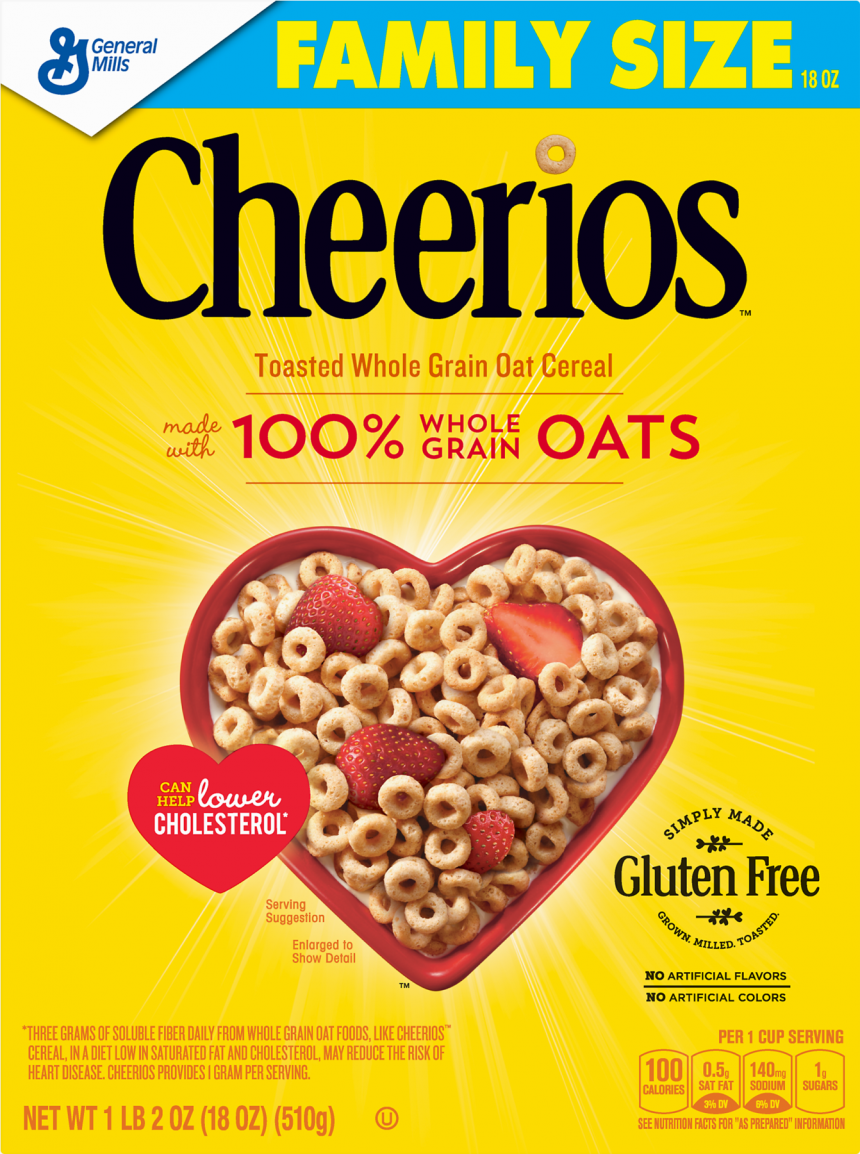 General
Mills
FAMILY SIZE 18 OZ
Cheerios™
Toasted Whole Grain Oat Cereal
made
with
100% WHOLE
GRAIN OATS
CAN
HELP lower
CHOLESTEROL*
Serving
Suggestion
Enlarged to
Show Detail
™
SIMPLY MADE
Gluten Free
GROWN. MILLED. TOASTED.
NO ARTIFICIAL FLAVORS
NO ARTIFICIAL COLORS
*THREE GRAMS OF SOLUBLE FIBER DAILY FROM WHOLE GRAIN OAT FOODS, LIKE CHEERIOS™
CEREAL, IN A DIET LOW IN SATURATED FAT AND CHOLESTEROL, MAY REDUCE THE RISK OF
HEART DISEASE. CHEERIOS PROVIDES 1 GRAM PER SERVING.
NET WT 1 LB 2 OZ (18 OZ) (510g)
U
PER 1 CUP SERVING
100
CALORIES
0.5g
SAT FAT
3% DV
140mg
SODIUM
6% DV
1g
SUGARS
SEE NUTRITION FACTS FOR "AS PREPARED" INFORMATION